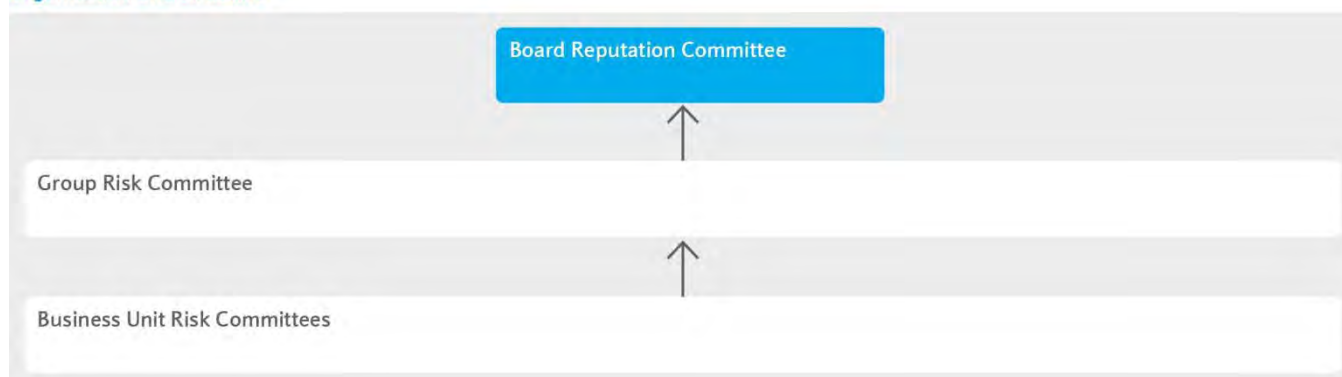 Board Reputation Committee
Group Risk Committee
Business Unit Risk Committees